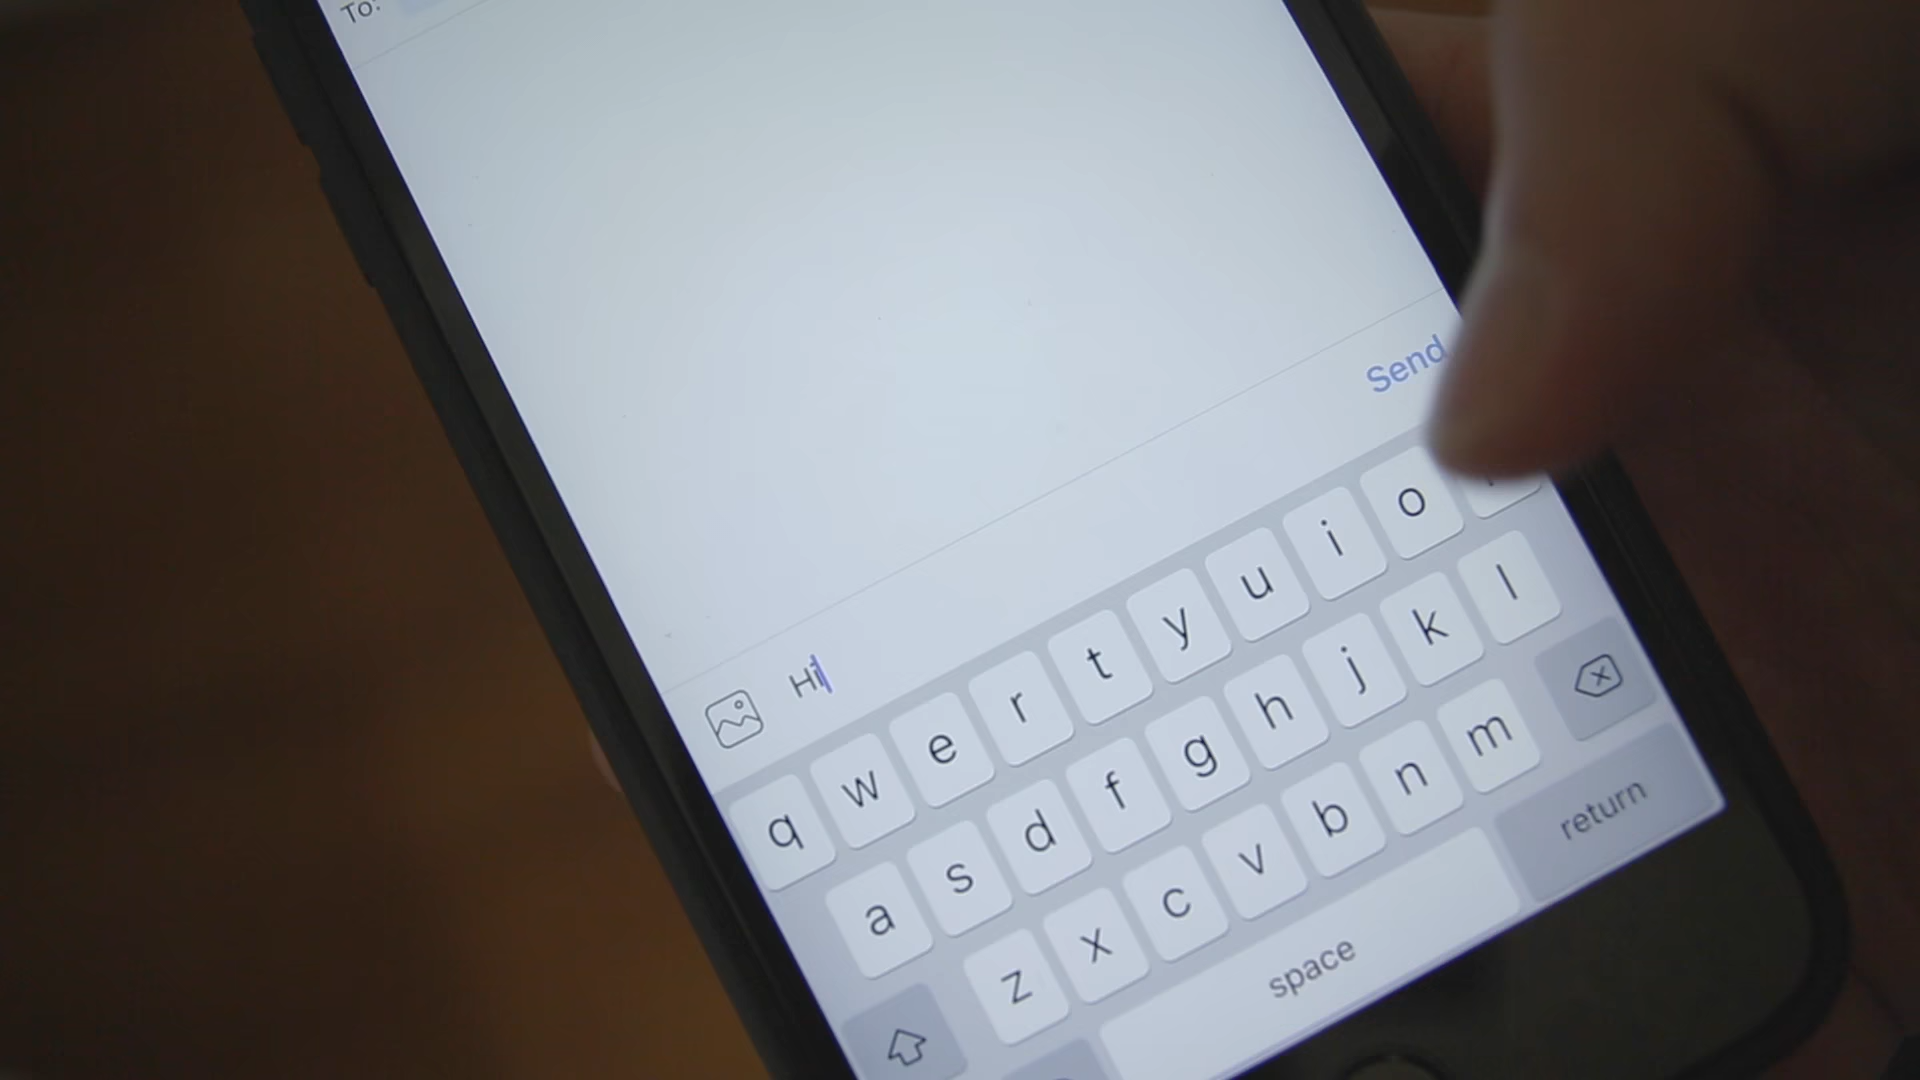 To:
Send
Hi
q w e r t y u i o
a s d f g h j k l
z x c v b n m
space return